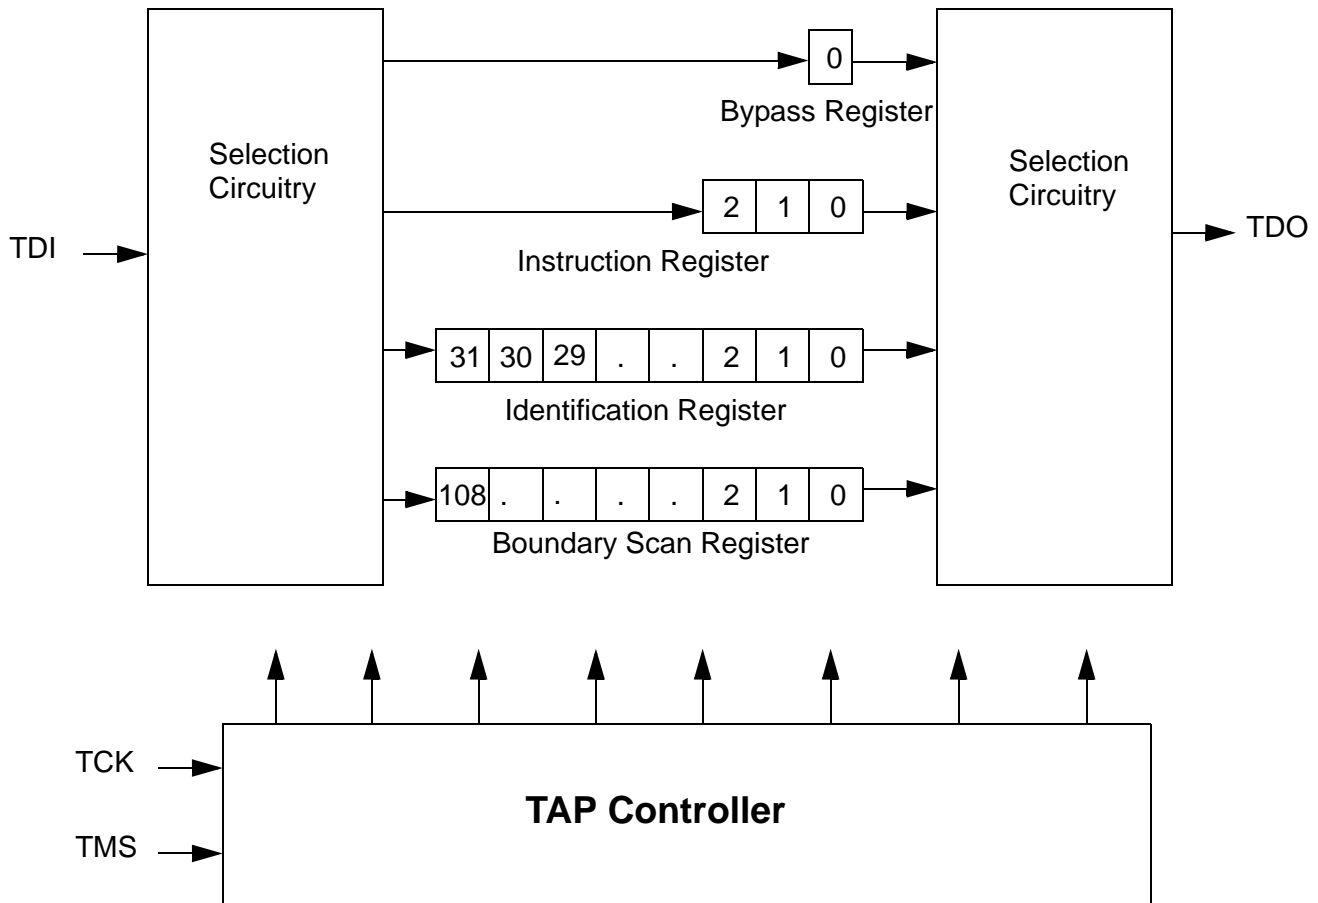 0
Bypass Register
Selection
Circuitry
Selection
Circuitry
2 1 0
TDI
TDO
Instruction Register
31 30 29 . . 2 1 0
Identification Register
108 . . . . 2 1 0
Boundary Scan Register
TCK
TAP Controller
TMS